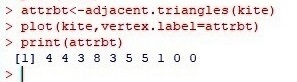 > attrbt<-adjacent.triangles(kite)
> plot(kite,vertex.label=attrbt)
> print(attrbt)
[1] 4 4 3 8 3 5 5 1 0 0
>